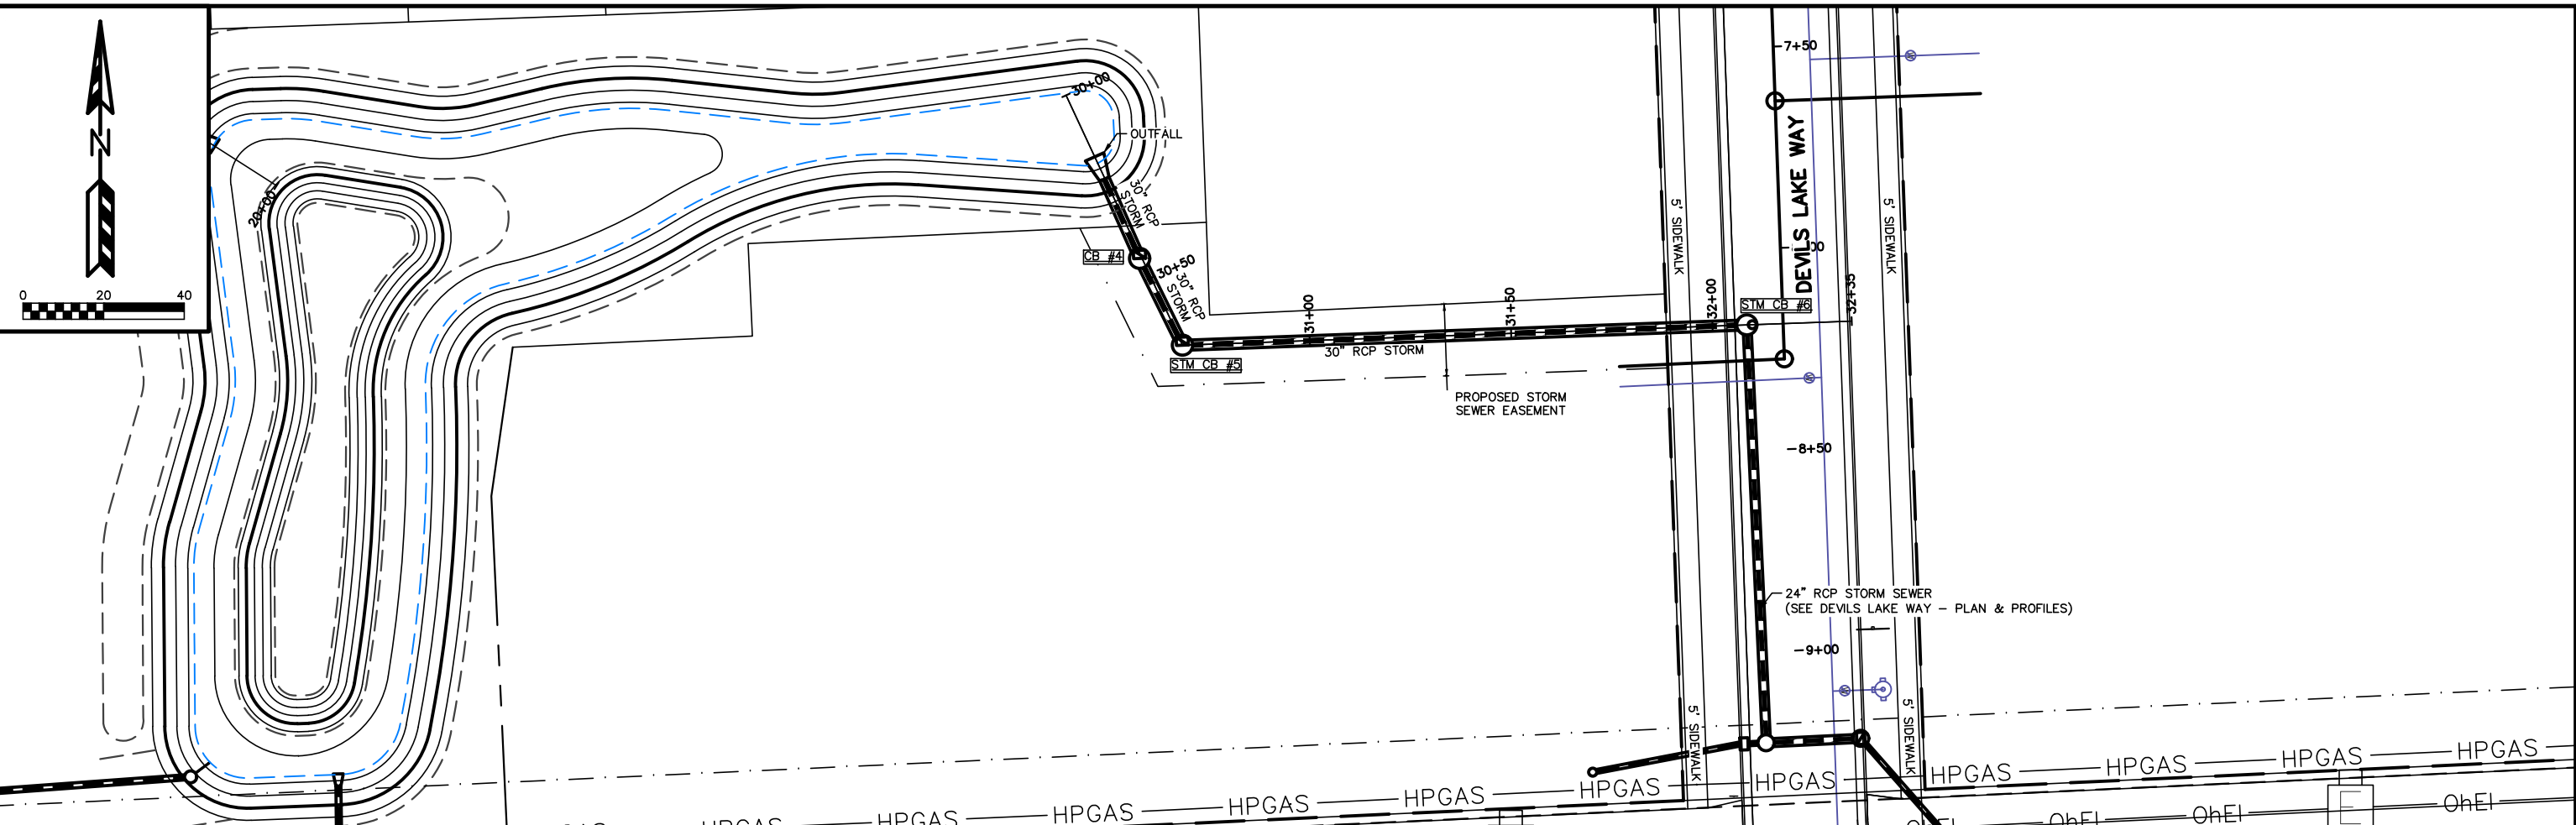 N
0 20 40
20+00
30+00
OUTFALL
30" RCP
STORM
CB #4
30+50
30" RCP
STORM
STM CB #5
31+00
30" RCP STORM
31+50
PROPOSED STORM
SEWER EASEMENT
32+00
STM CB #6
32+35
5' SIDEWALK
7+50
DEVILS LAKE WAY
5' SIDEWALK
8+50
24" RCP STORM SEWER
(SEE DEVILS LAKE WAY – PLAN & PROFILES)
9+00
5' SIDEWALK
5' SIDEWALK
HPGAS HPGAS HPGAS HPGAS HPGAS HPGAS HPGAS HPGAS HPGAS HPGAS
E
OhEl OhEl OhEl